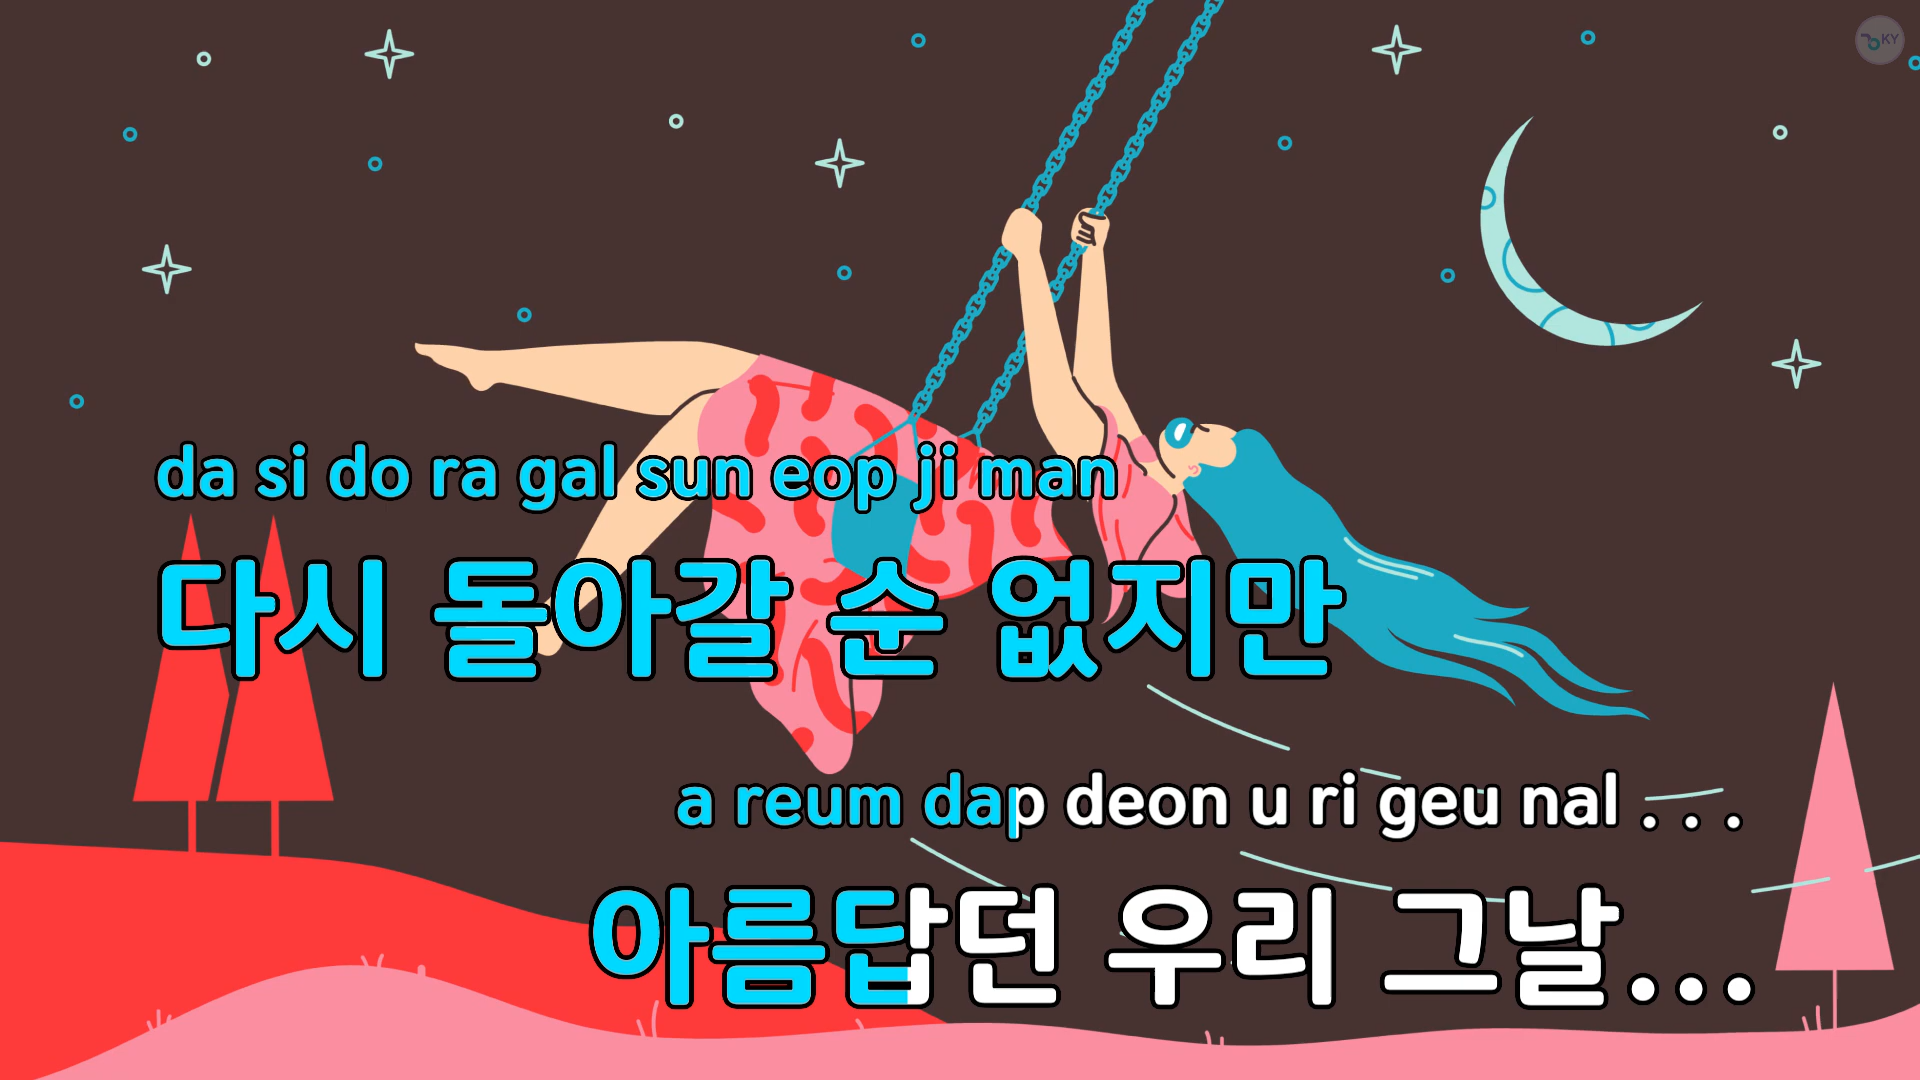 KY
da si do ra gal sun eop ji man
다시 돌아갈 순 없지만
a reum dap deon u ri geu nal . . .
아름답던 우리 그날...